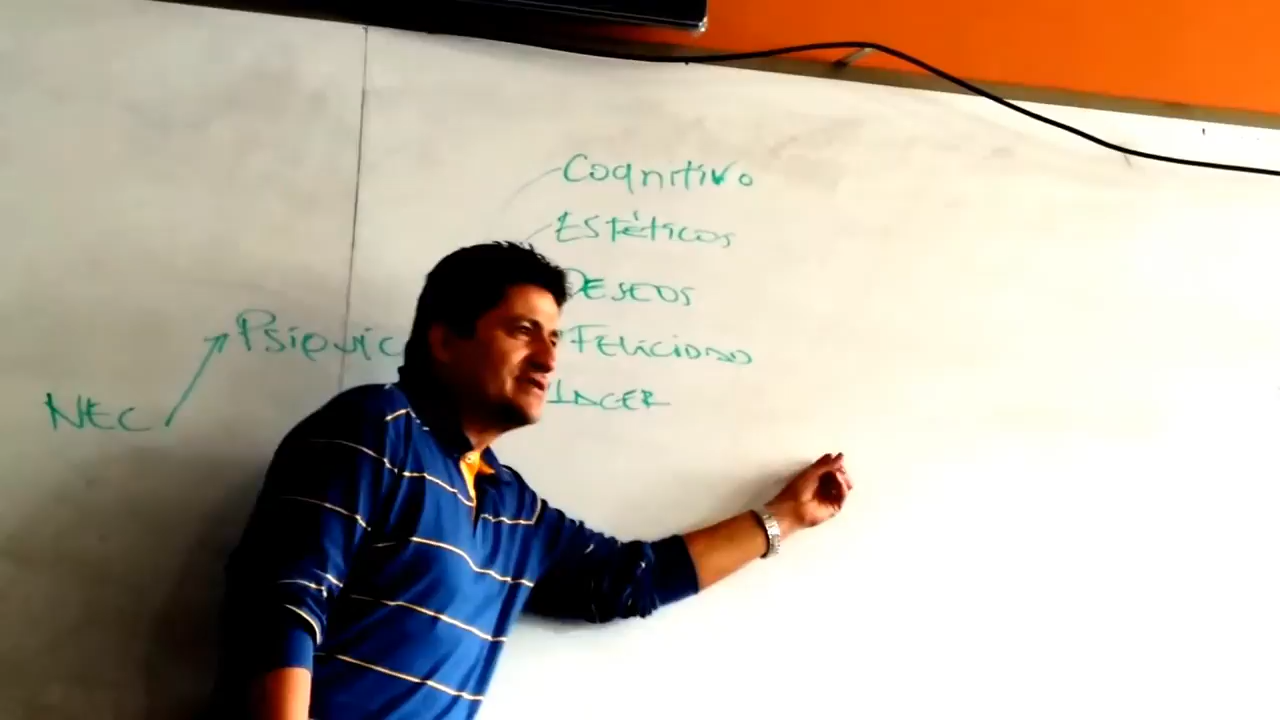 Cognitivo
Estéticos
Deseos
Psiquic
Felicidad
NEC